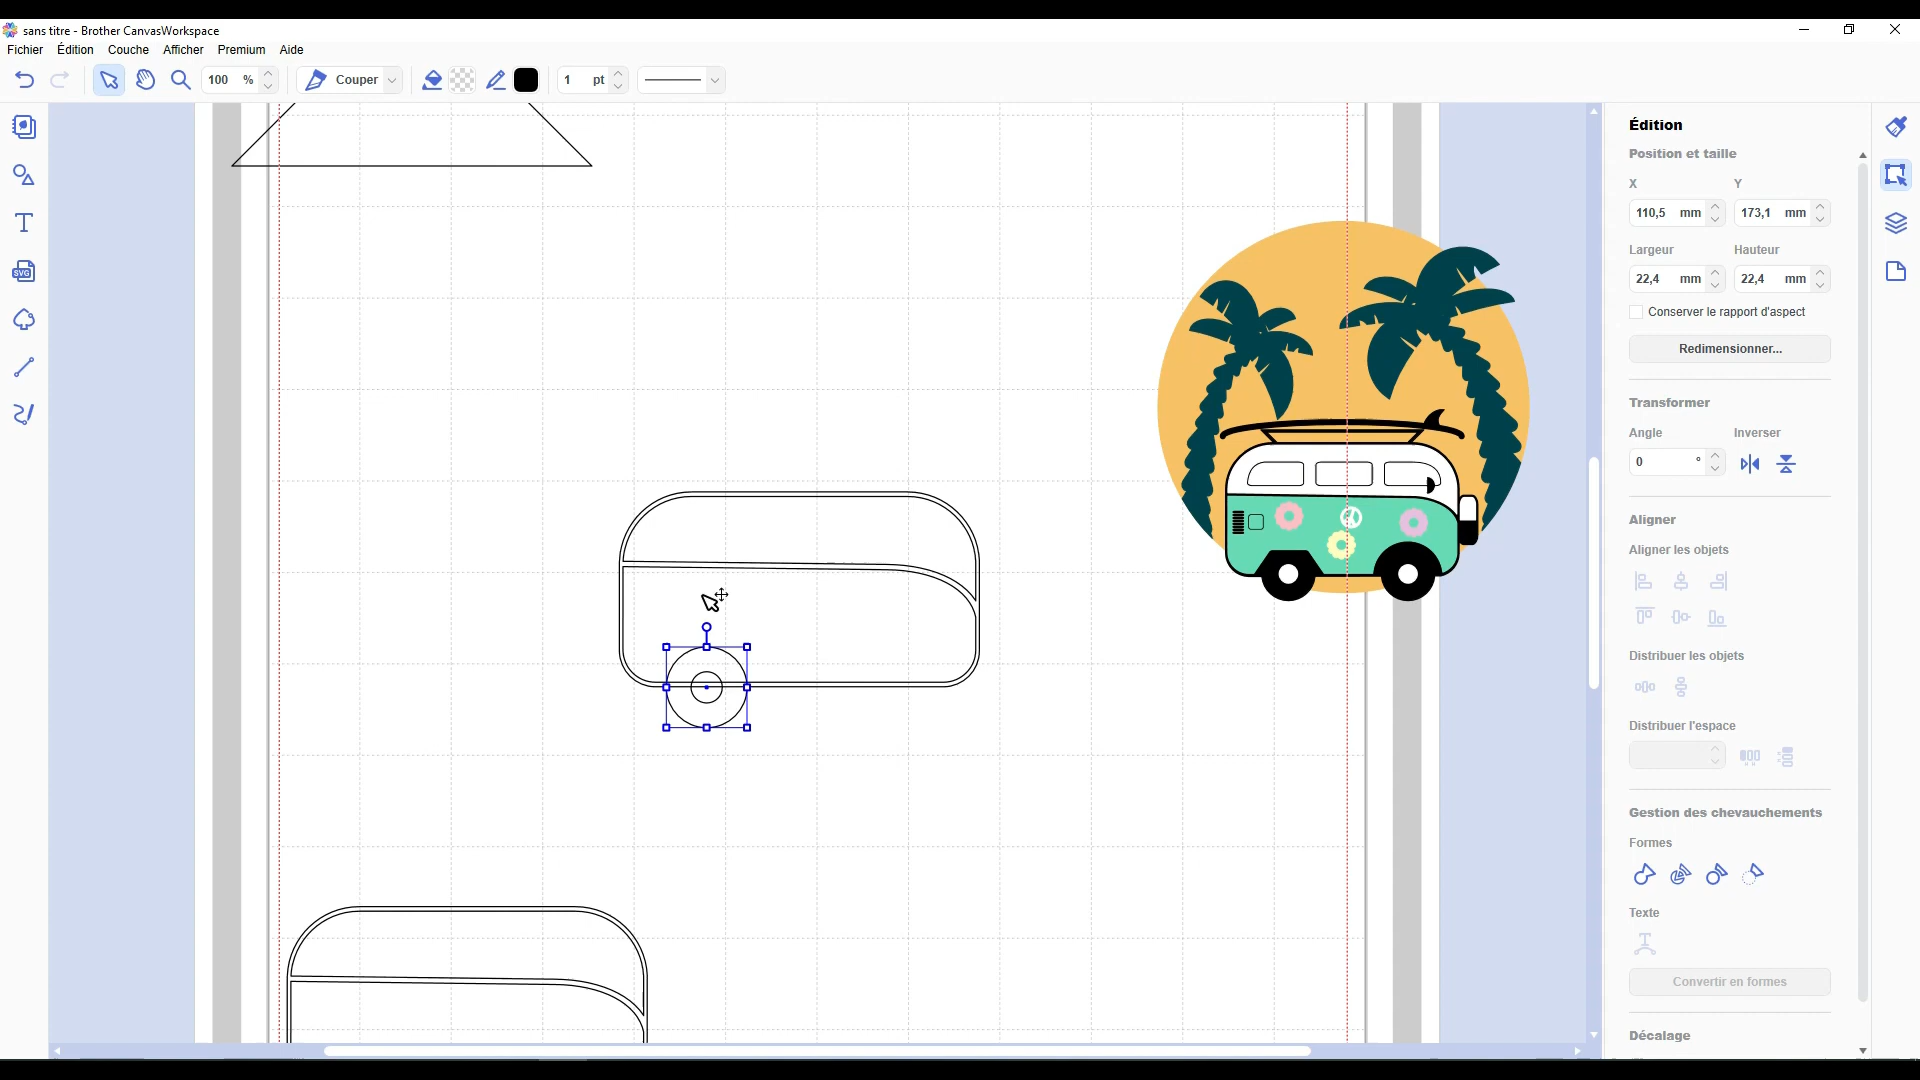 sans titre - Brother CanvasWorkspace
Fichier Édition Couche Afficher Premium Aide
100 % Couper 1 pt
SVG
Édition
Position et taille
X Y
110,5 mm 173,1 mm
Largeur Hauteur
22,4 mm 22,4 mm
Conserver le rapport d'aspect
Redimensionner...
Transformer
Angle Inverser
0 °
Aligner
Aligner les objets
Distribuer les objets
Distribuer l'espace
Gestion des chevauchements
Formes
Texte
Convertir en formes
Décalage